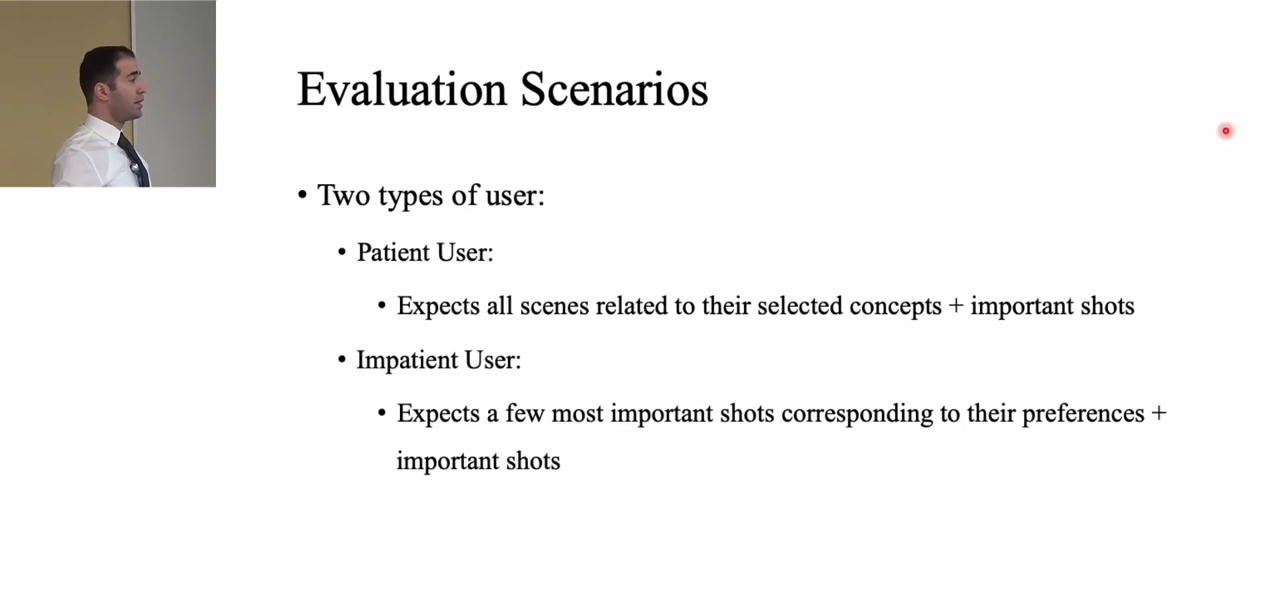 Evaluation Scenarios
• Two types of user:
• Patient User:
• Expects all scenes related to their selected concepts + important shots
• Impatient User:
• Expects a few most important shots corresponding to their preferences +
important shots